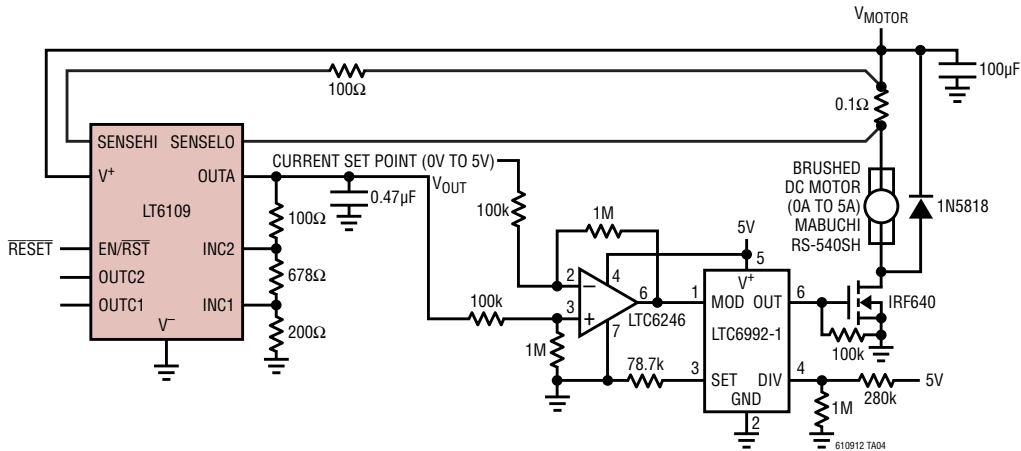 VMOTOR
100µF
100Ω
0.1Ω
SENSEHI SENSELO
V+ OUTA
LT6109
EN/RST INC2
OUTC2
OUTC1 INC1
V−
RESET
CURRENT SET POINT (0V TO 5V)
VOUT
0.47µF
100Ω
678Ω
200Ω
100k
1M
2
−
4
3
+
6
7
LTC6246
100k
1M
78.7k
5V
5
V+
1
MOD OUT
6
LTC6992-1
3
SET DIV
4
GND
2
BRUSHED
DC MOTOR
(0A TO 5A)
MABUCHI
RS-540SH
1N5818
IRF640
100k
280k
5V
1M
610912 TA04